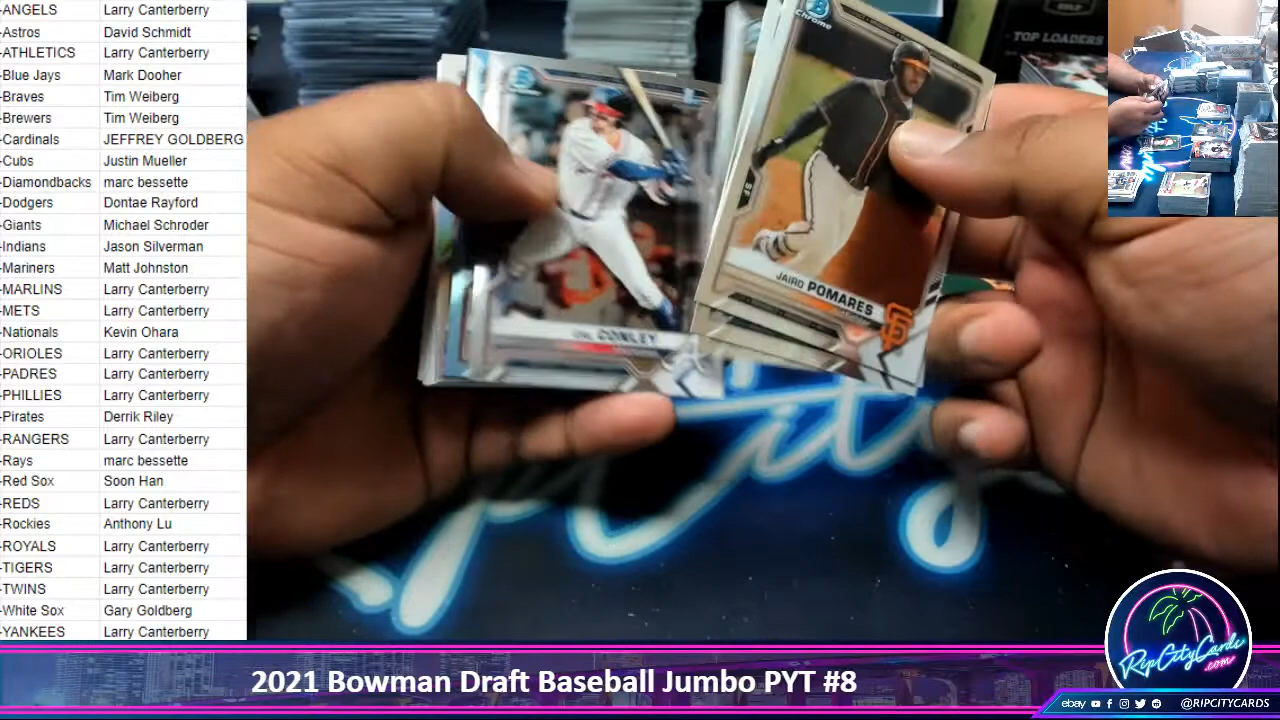 -ANGELS Larry Canterberry
-Astros David Schmidt
-ATHLETICS Larry Canterberry
-Blue Jays Mark Dooher
-Braves Tim Weiberg
-Brewers Tim Weiberg
-Cardinals JEFFREY GOLDBERG
-Cubs Justin Mueller
-Diamondbacks marc bessette
-Dodgers Dontae Rayford
-Giants Michael Schroder
-Indians Jason Silverman
-Mariners Matt Johnston
-MARLINS Larry Canterberry
-METS Larry Canterberry
-Nationals Kevin Ohara
-ORIOLES Larry Canterberry
-PADRES Larry Canterberry
-PHILLIES Larry Canterberry
-Pirates Derrik Riley
-RANGERS Larry Canterberry
-Rays marc bessette
-Red Sox Soon Han
-REDS Larry Canterberry
-Rockies Anthony Lu
-ROYALS Larry Canterberry
-TIGERS Larry Canterberry
-TWINS Larry Canterberry
-White Sox Gary Goldberg
-YANKEES Larry Canterberry
Chrome
SF
JAIRO POMARES
CONLEY
TOP LOADERS
2021 Bowman Draft Baseball Jumbo PYT #8
RipCityCards
.com
ebay @RIPCITYCARDS